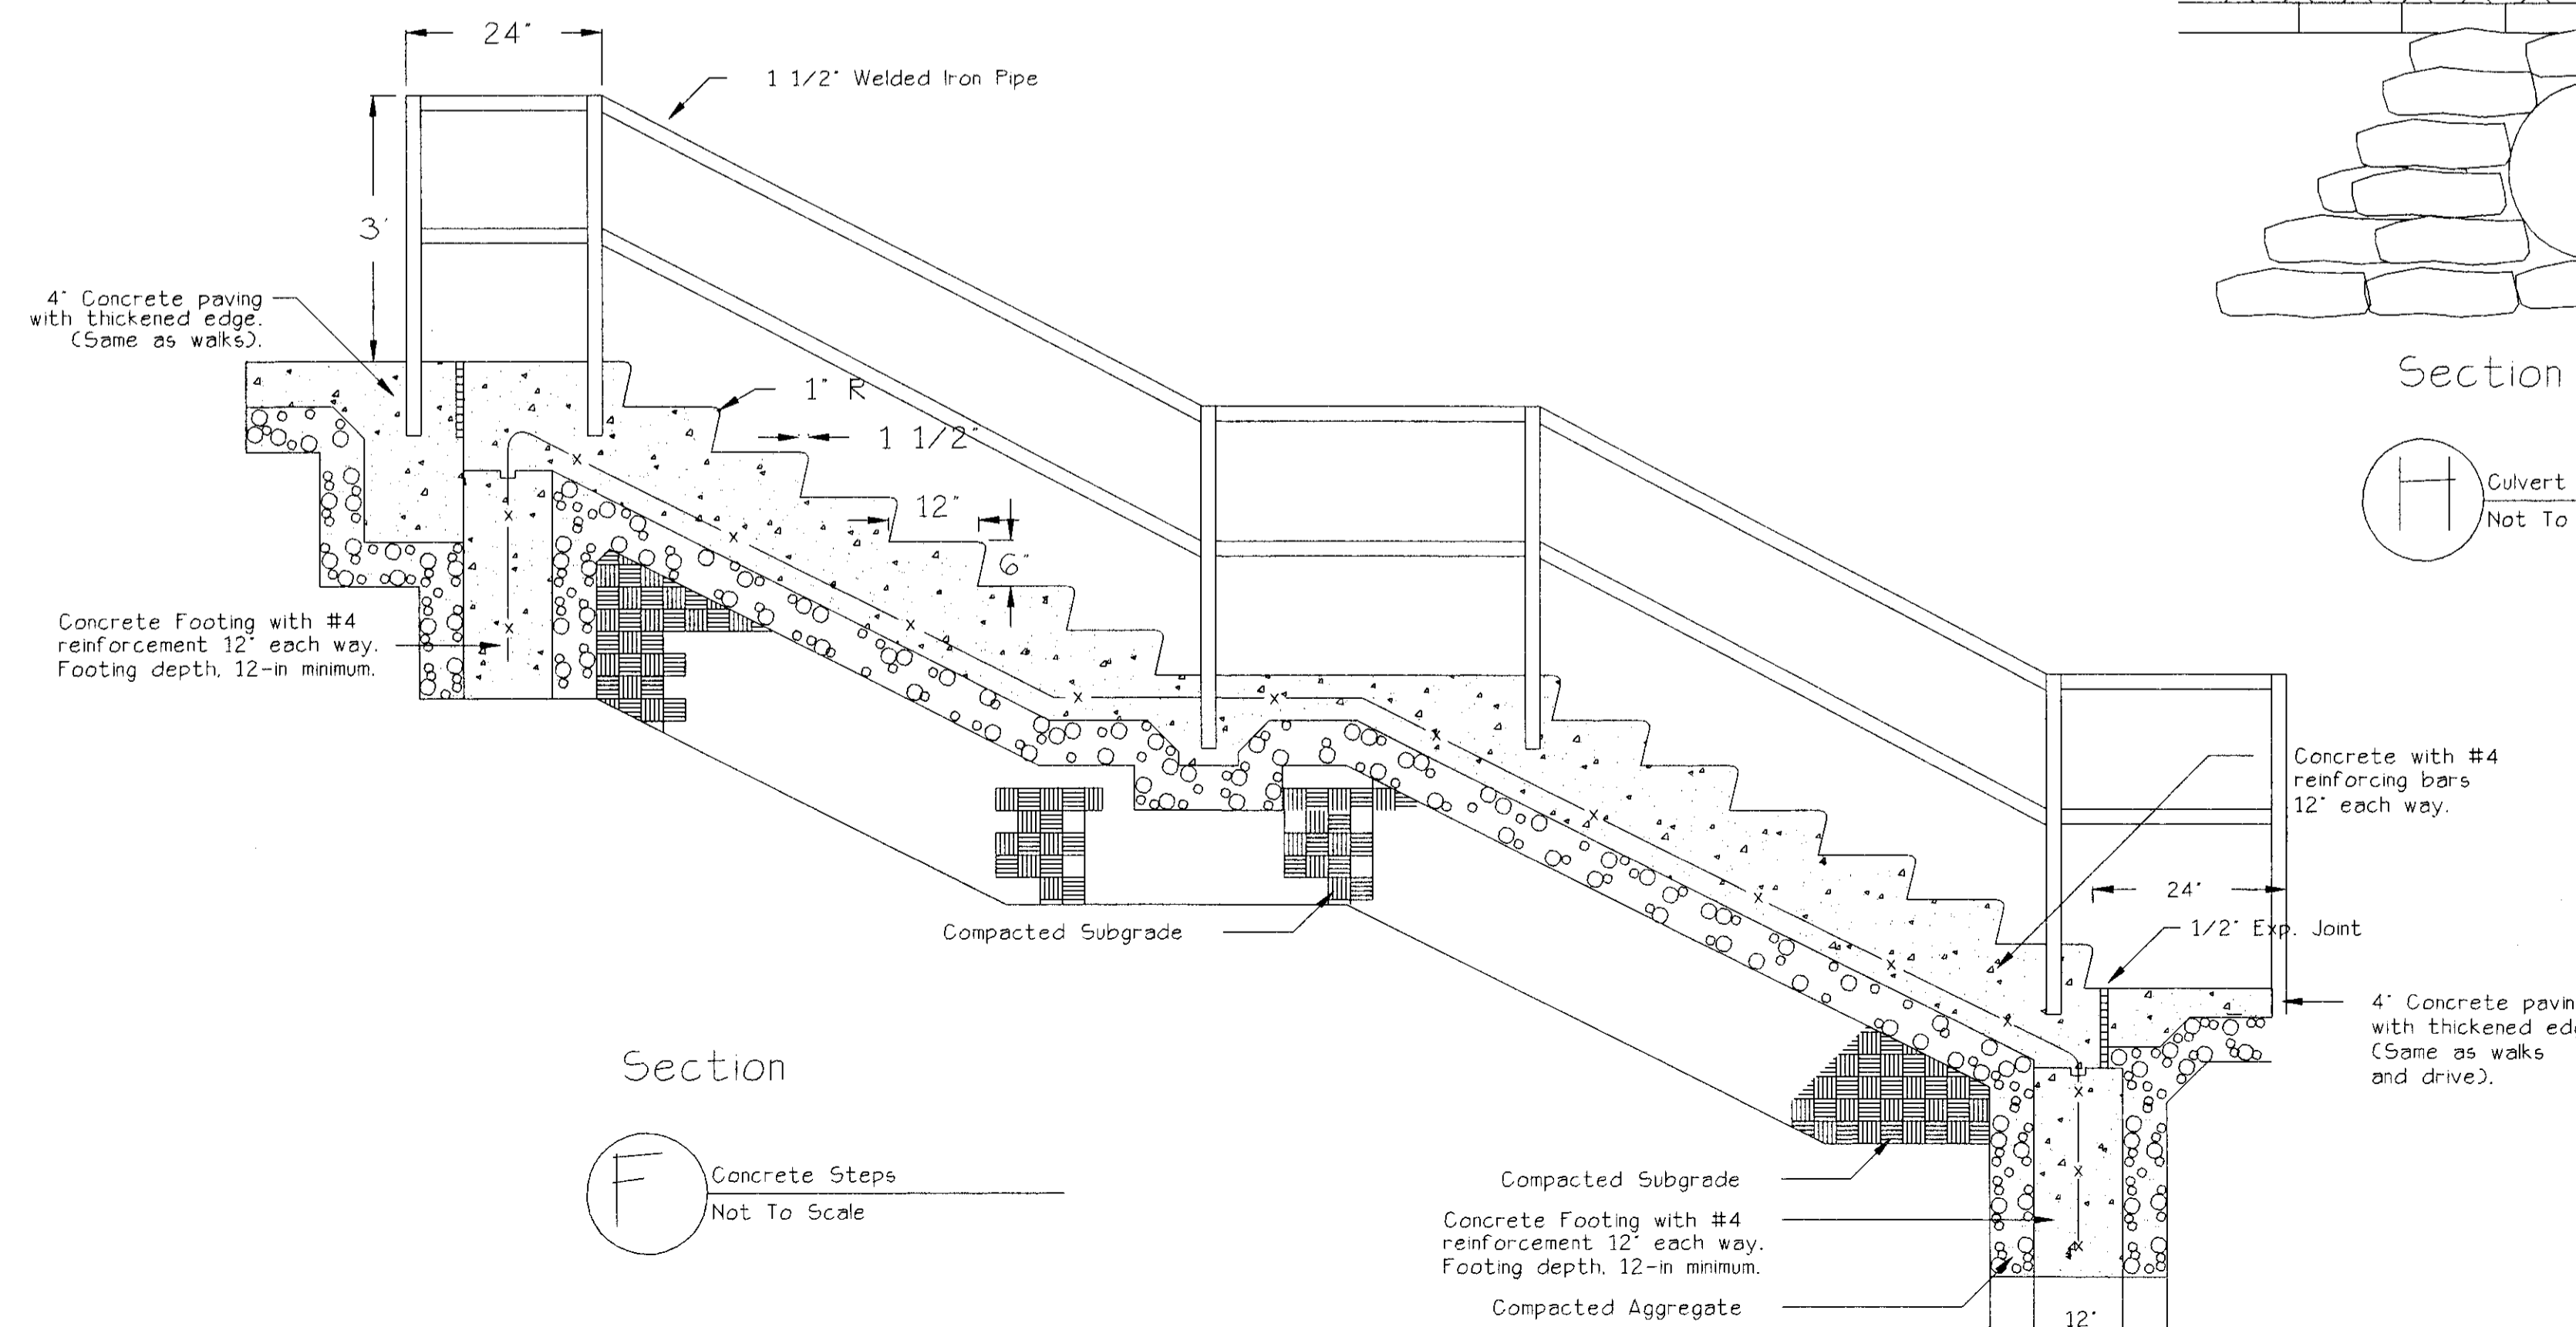 24"
1 1/2" Welded Iron Pipe
3'
4" Concrete paving
with thickened edge.
(Same as walks).
1" R
1 1/2"
12"
6"
Concrete Footing with #4
reinforcement 12" each way.
Footing depth, 12-in minimum.
Compacted Subgrade
Section
F
Concrete Steps
Not To Scale
Section
H
Culvert
Not To
Concrete with #4
reinforcing bars
12" each way.
24"
1/2" Exp. Joint
4" Concrete pavin
with thickened ed
(Same as walks
and drive).
Compacted Subgrade
Concrete Footing with #4
reinforcement 12" each way.
Footing depth, 12-in minimum.
Compacted Aggregate
12"